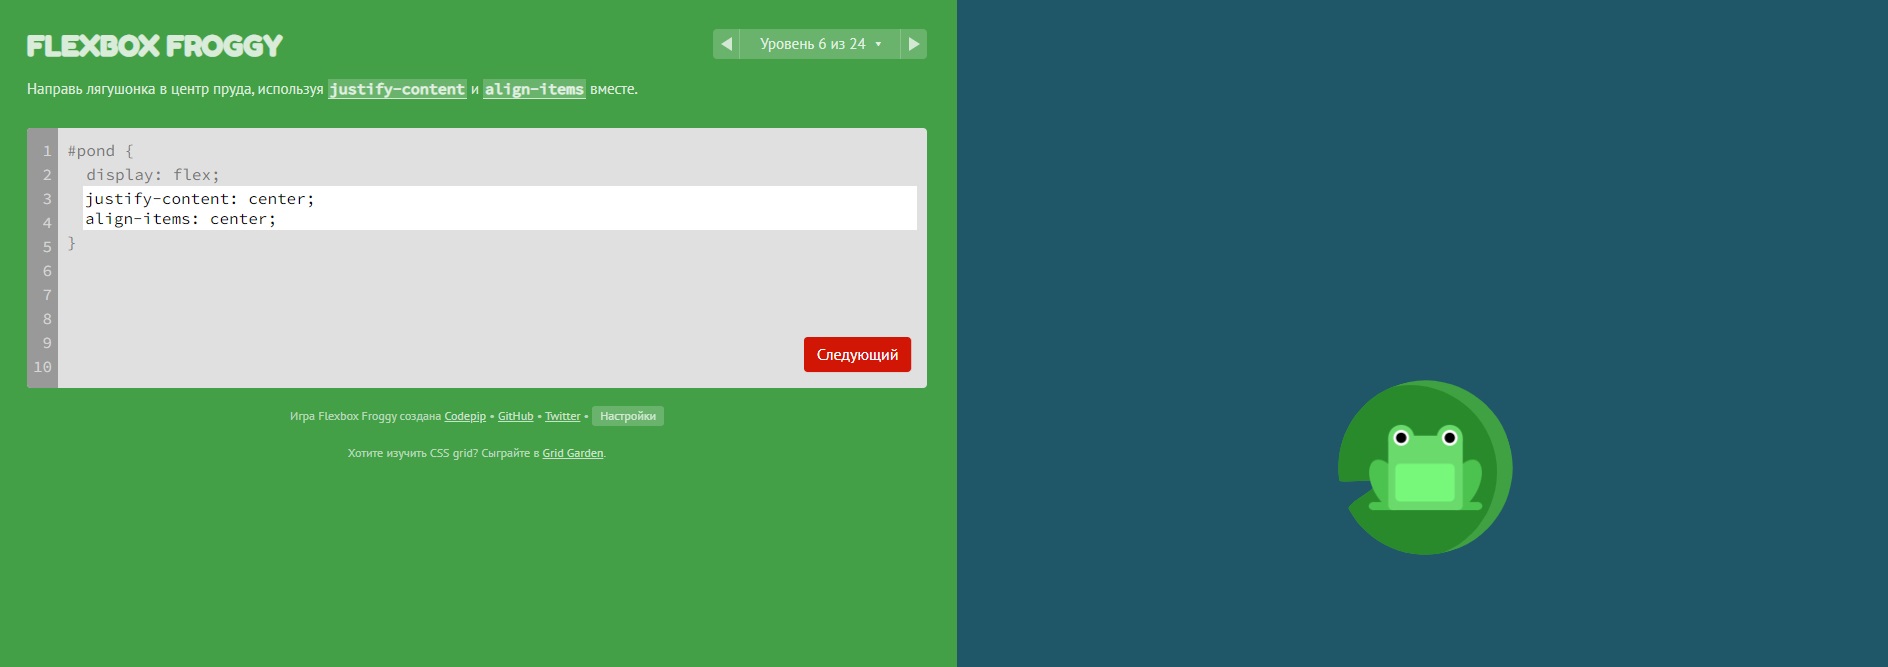 FLEXBOX FROGGY
Уровень 6 из 24 ▾
Направь лягушонка в центр пруда, используя justify-content и align-items вместе.
1 #pond {
2 display: flex;
3 justify-content: center;
4 align-items: center;
5 }
6
7
8
9
10
Следующий
Игра Flexbox Froggy создана Codepip • GitHub • Twitter • Настройки
Хотите изучить CSS grid? Сыграйте в Grid Garden.